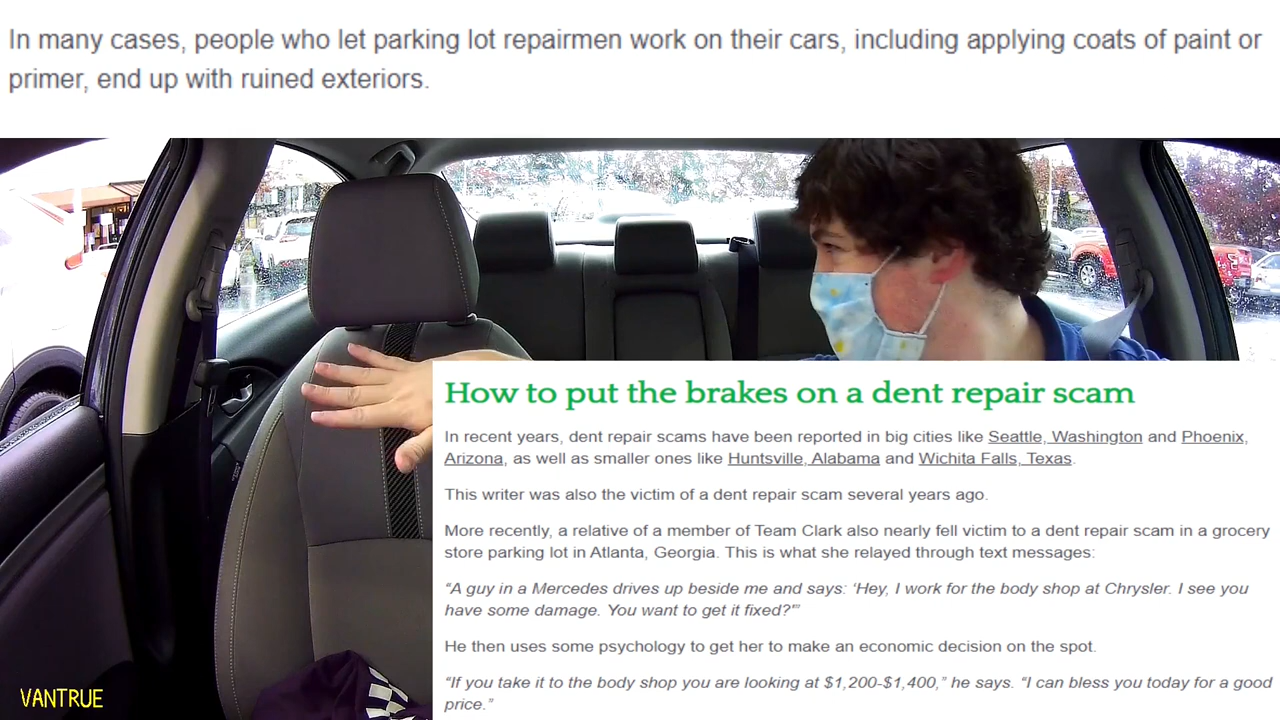 In many cases, people who let parking lot repairmen work on their cars, including applying coats of paint or
primer, end up with ruined exteriors.
How to put the brakes on a dent repair scam
In recent years, dent repair scams have been reported in big cities like Seattle, Washington and Phoenix,
Arizona, as well as smaller ones like Huntsville, Alabama and Wichita Falls, Texas.
This writer was also the victim of a dent repair scam several years ago.
More recently, a relative of a member of Team Clark also nearly fell victim to a dent repair scam in a grocery
store parking lot in Atlanta, Georgia. This is what she relayed through text messages:
“A guy in a Mercedes drives up beside me and says: ‘Hey, I work for the body shop at Chrysler. I see you
have some damage. You want to get it fixed?’”
He then uses some psychology to get her to make an economic decision on the spot.
“If you take it to the body shop you are looking at $1,200-$1,400,” he says. “I can bless you today for a good
price.”
VANTRUE